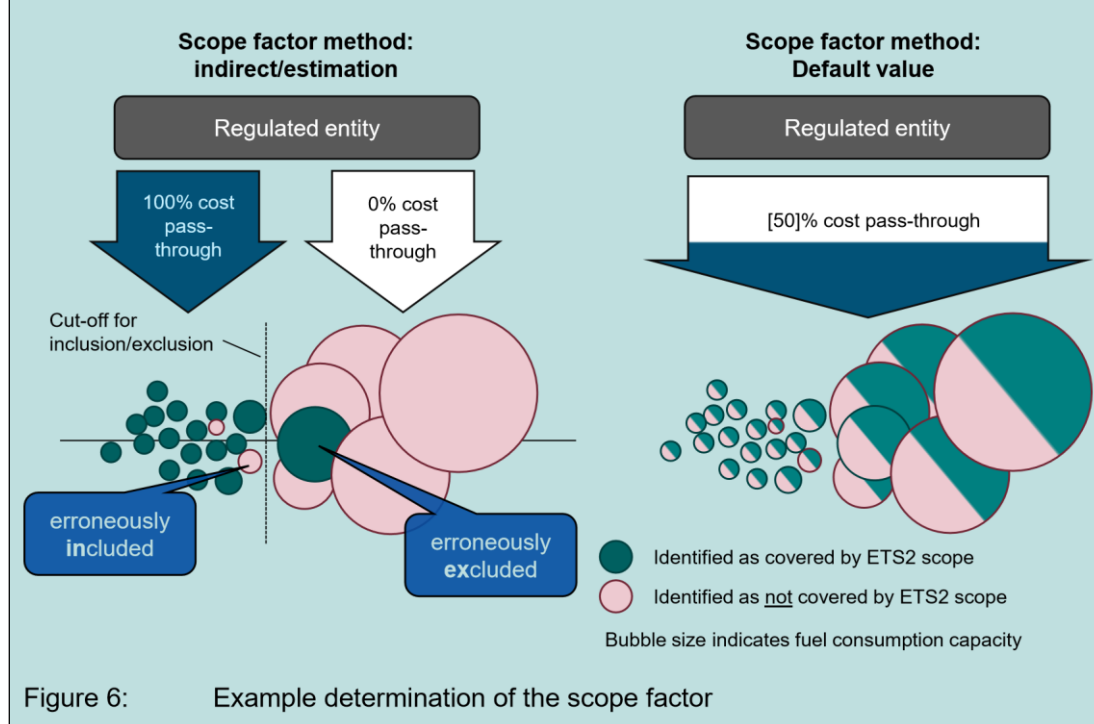 Scope factor method:
indirect/estimation
Regulated entity
100% cost
pass-
through
0% cost
pass-
through
Cut-off for
inclusion/exclusion
erroneously
included
erroneously
excluded
Scope factor method:
Default value
Regulated entity
[50]% cost pass-through
Identified as covered by ETS2 scope
Identified as not covered by ETS2 scope
Bubble size indicates fuel consumption capacity
Figure 6: Example determination of the scope factor